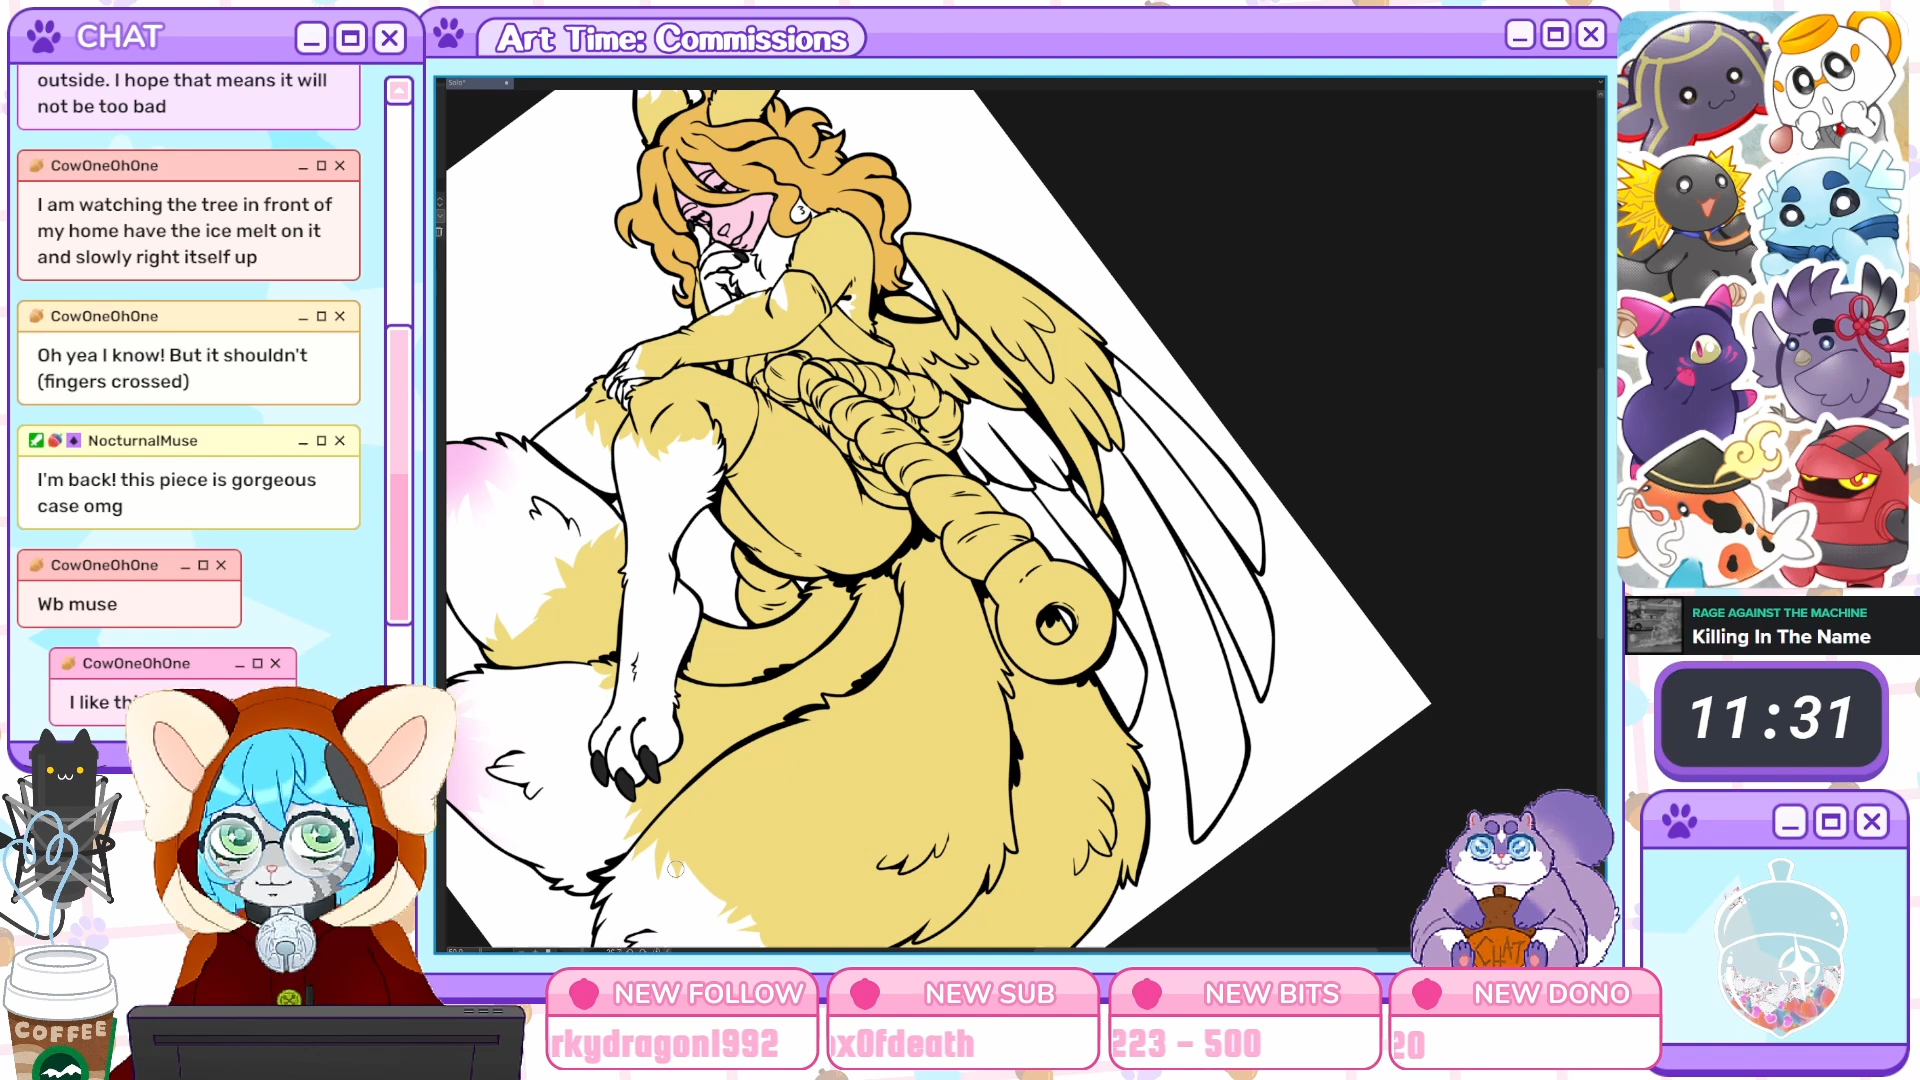 CHAT
Art Time: Commissions
outside. I hope that means it will
not be too bad
CowOneOhOne
I am watching the tree in front of
my home have the ice melt on it
and slowly right itself up
CowOneOhOne
Oh yea I know! But it shouldn't
(fingers crossed)
NocturnalMuse
I'm back! this piece is gorgeous
case omg
CowOneOhOne
Wb muse
CowOneOhOne
I like
RAGE AGAINST THE MACHINE
Killing In The Name
11:31
COFFEE
CHAT
NEW FOLLOW
rkydragon1992
NEW SUB
x0fdeath
NEW BITS
223 - 500
NEW DONO
20